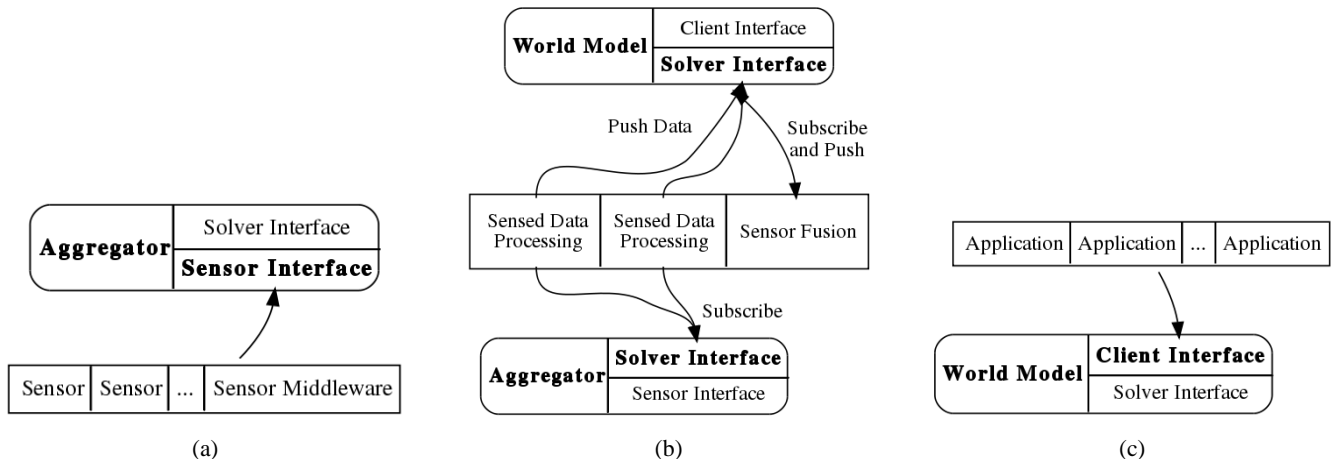 Solver Interface
Aggregator
Sensor Interface
Sensor Sensor ... Sensor Middleware
(a)
Client Interface
World Model
Solver Interface
Push Data
Subscribe
and Push
Sensed Data
Processing
Sensed Data
Processing
Sensor Fusion
Subscribe
Solver Interface
Aggregator
Sensor Interface
(b)
Application Application ... Application
Client Interface
World Model
Solver Interface
(c)